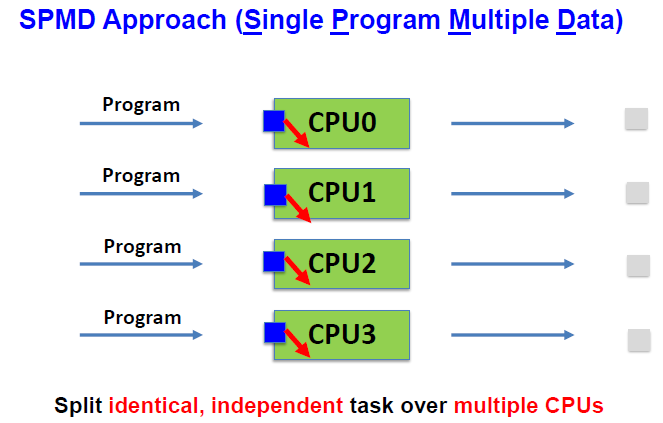 SPMD Approach (Single Program Multiple Data)
Program
CPU0
Program
CPU1
Program
CPU2
Program
CPU3
Split identical, independent task over multiple CPUs